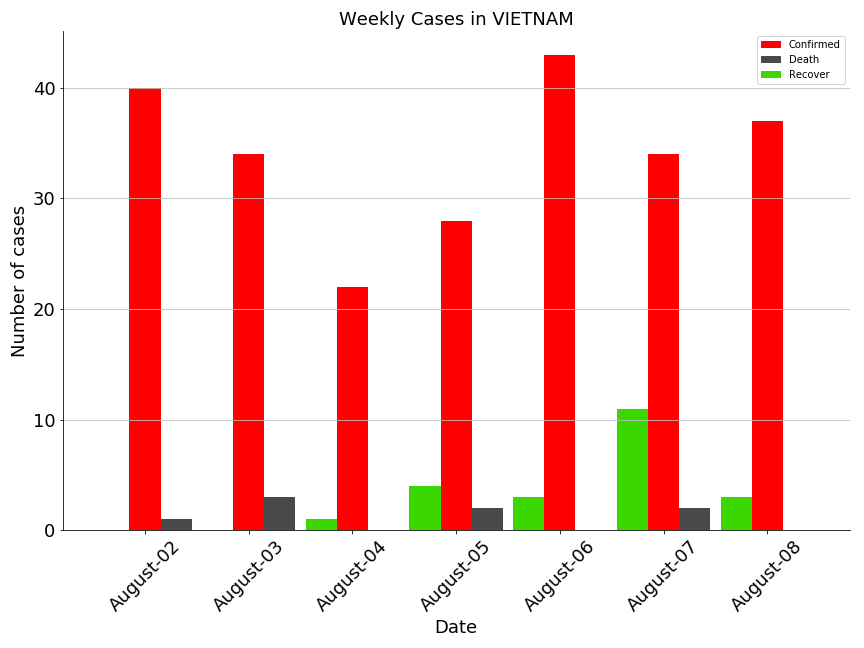 Weekly Cases in VIETNAM
Confirmed
Death
Recover
Number of cases
40
30
20
10
0
August-02
August-03
August-04
August-05
August-06
August-07
August-08
Date